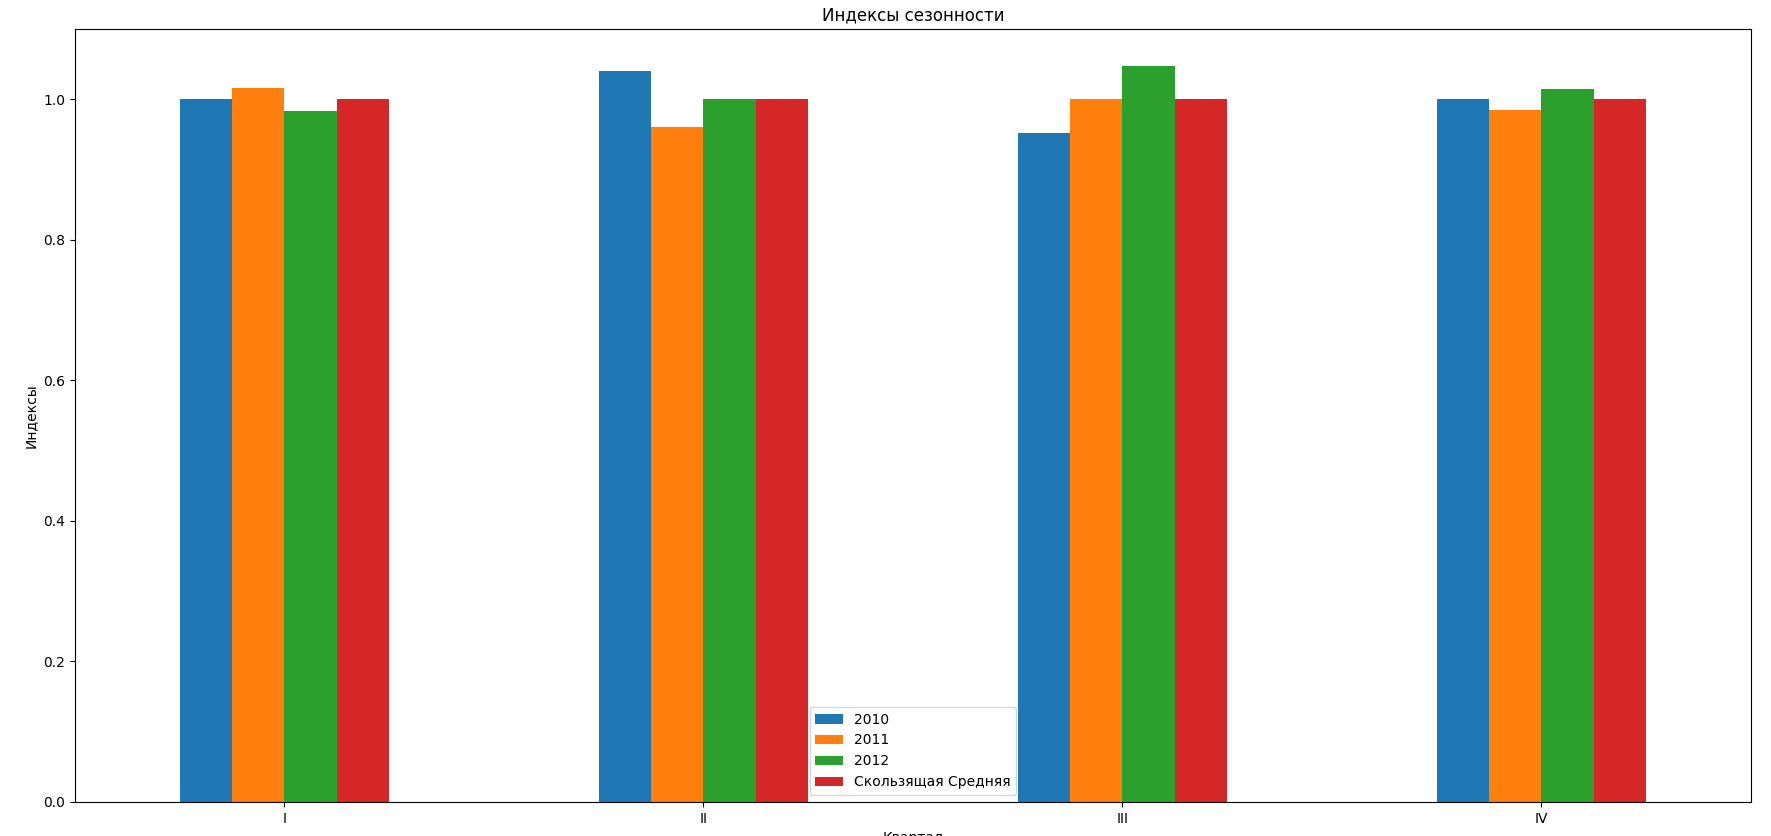 Индексы сезонности
Индексы
1.0
0.8
0.6
0.4
0.2
0.0
2010
2011
2012
Скользящая Средняя
I
II
III
IV
Квартал